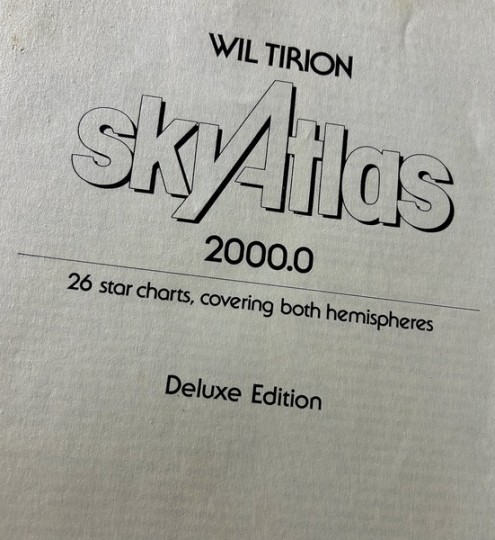 WIL TIRION
skyAtlas
2000.0
26 star charts, covering both hemispheres
Deluxe Edition